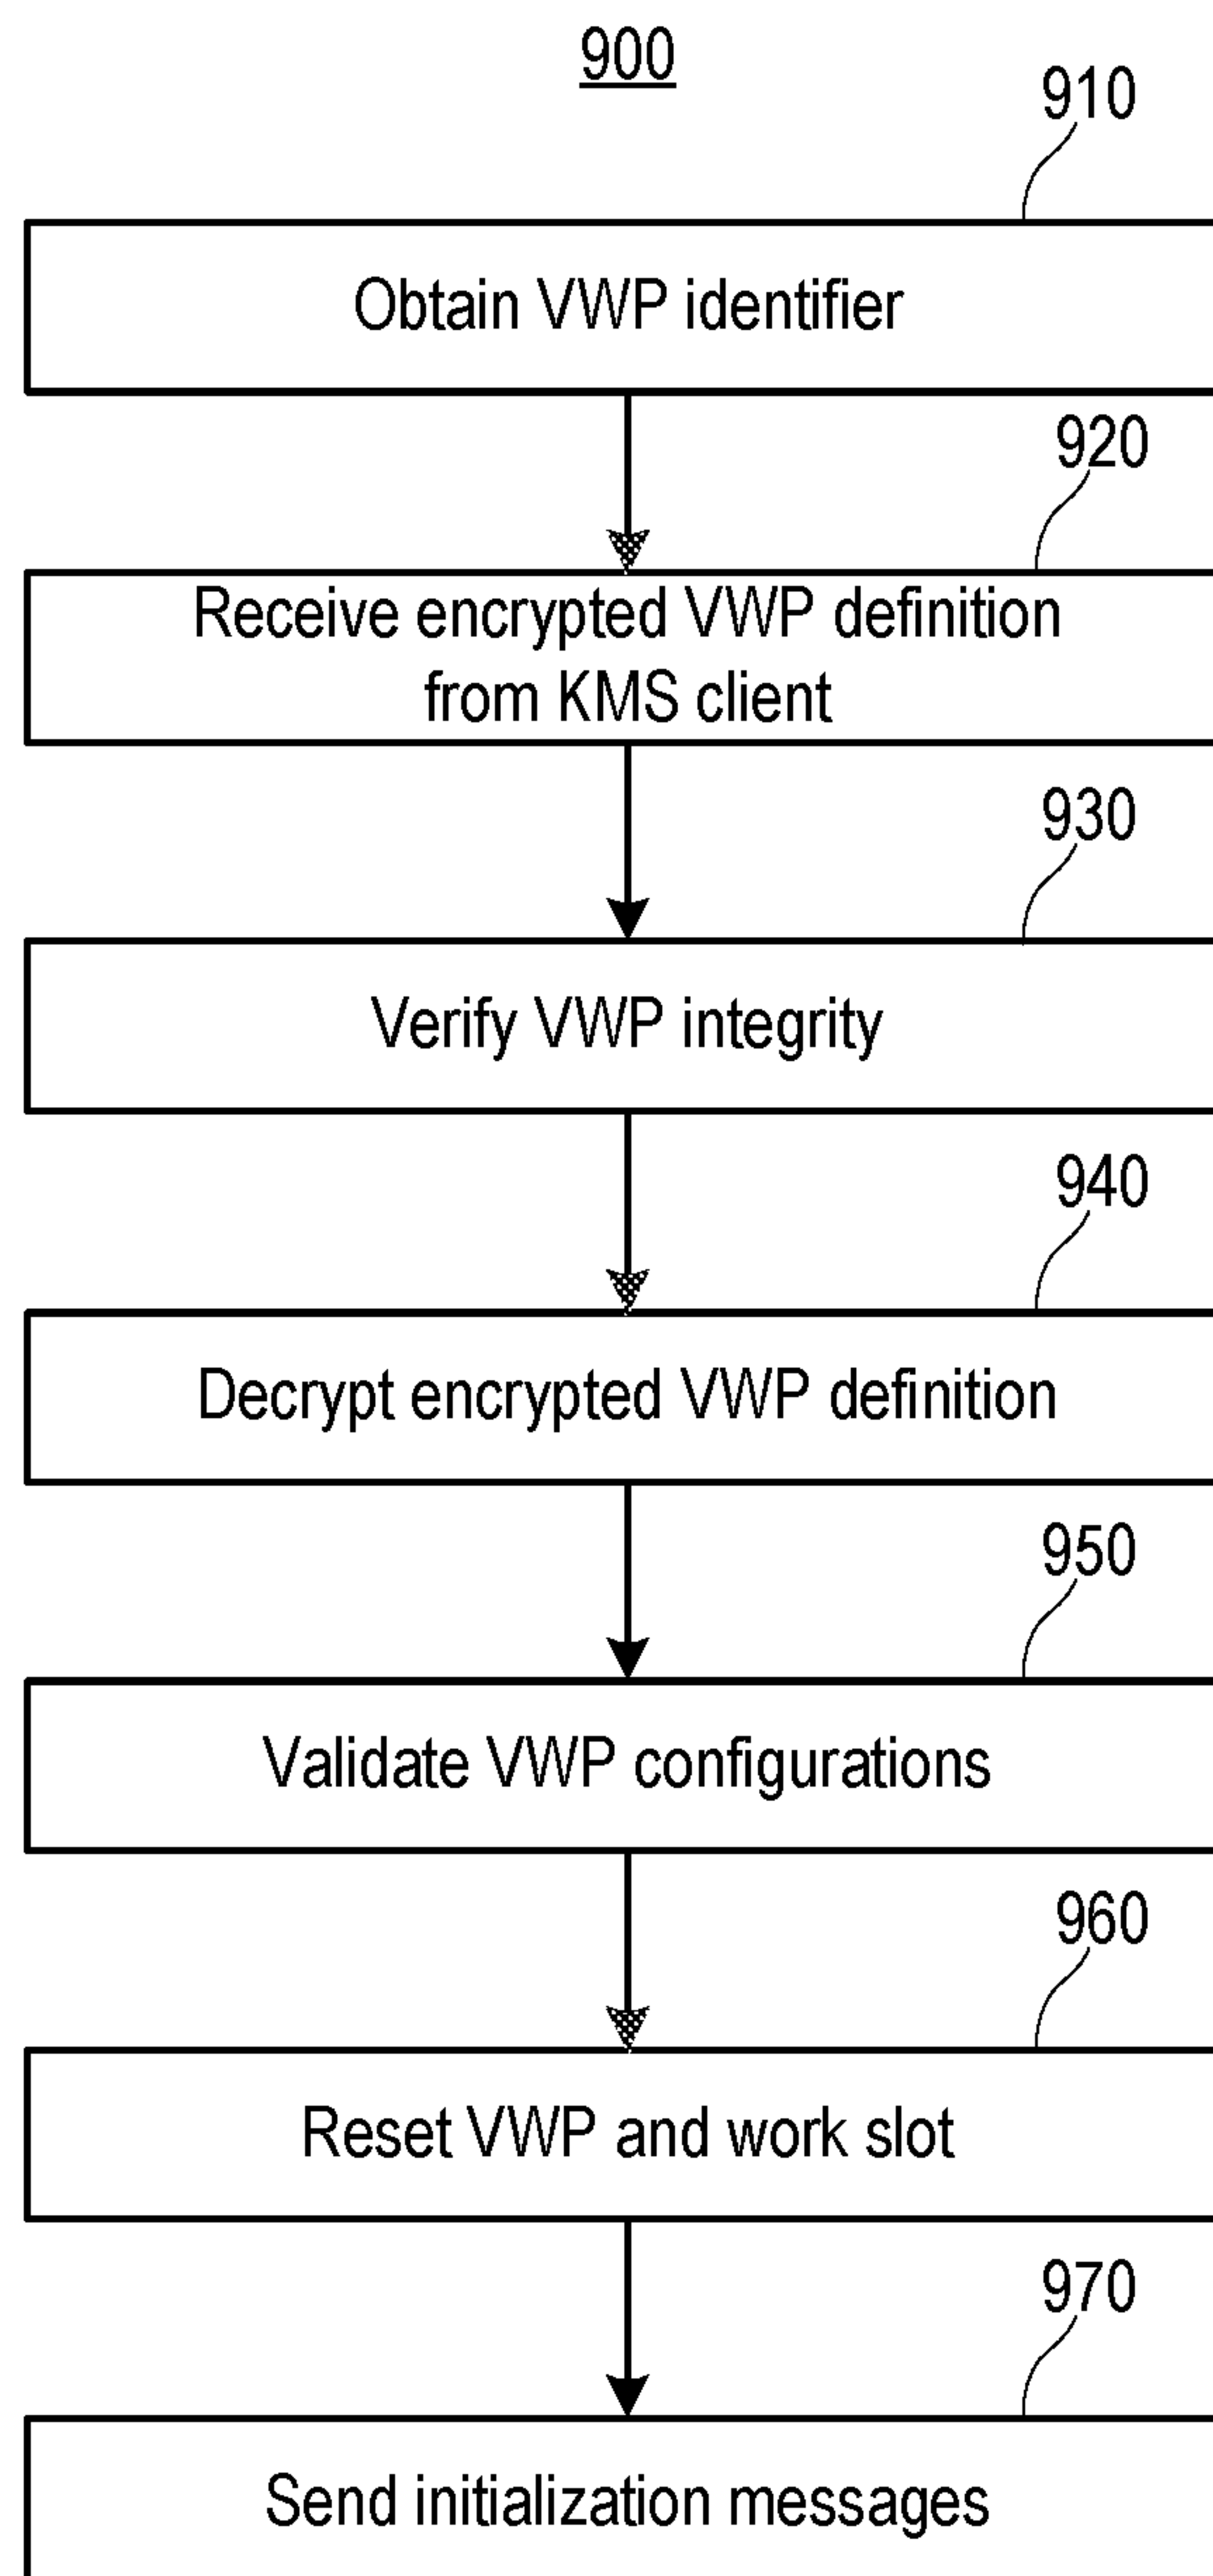 900
910
Obtain VWP identifier
920
Receive encrypted VWP definition
from KMS client
930
Verify VWP integrity
940
Decrypt encrypted VWP definition
950
Validate VWP configurations
960
Reset VWP and work slot
970
Send initialization messages